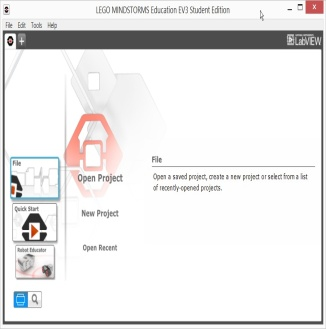 LEGO MINDSTORMS Education EV3 Student Edition
File Edit Tools Help
LabVIEW
File
Open Project
File
Open a saved project, create a new project or select from a list
of recently-opened projects.
Quick Start
New Project
Robot Educator
Open Recent